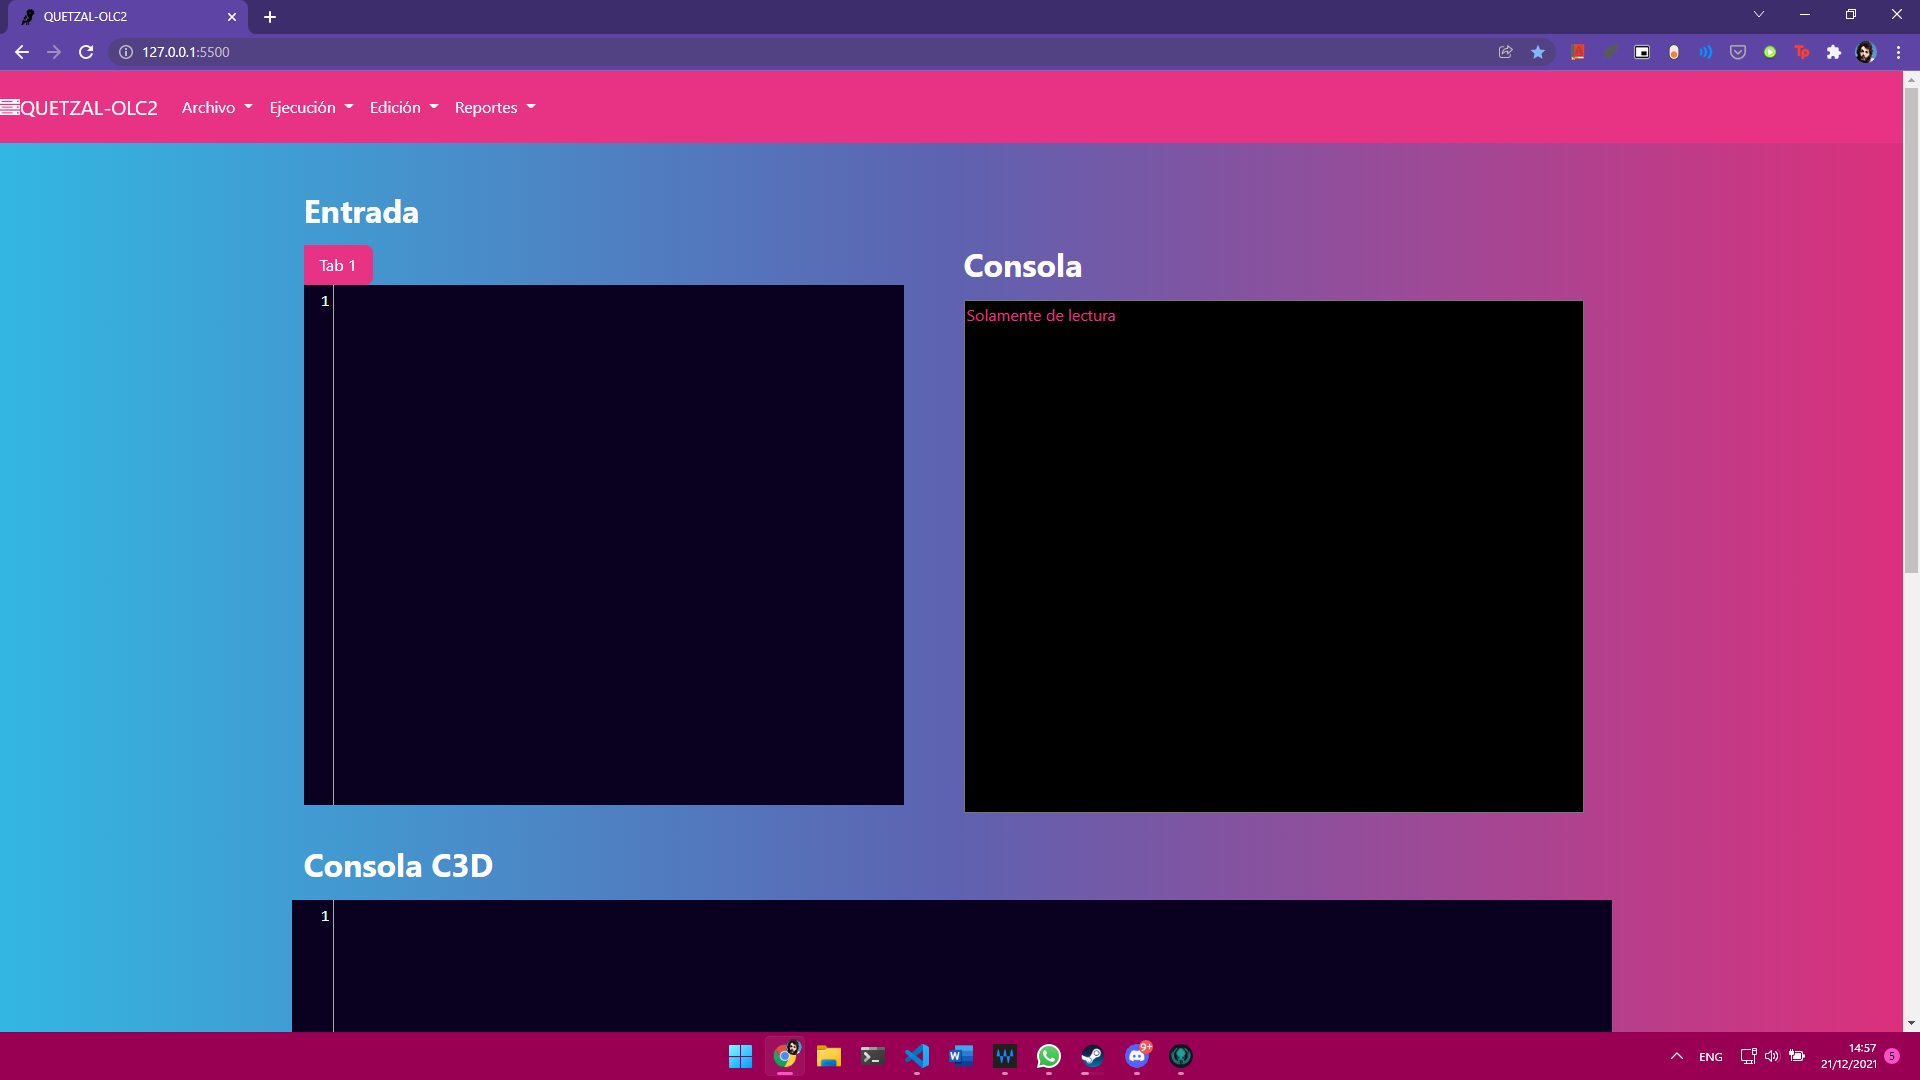 QUETZAL-OLC2
127.0.0.1:5500
QUETZAL-OLC2 Archivo Ejecución Edición Reportes
Entrada
Tab 1
Consola
1
Solamente de lectura
Consola C3D
1
9+
ENG
14:57
21/12/2021
5